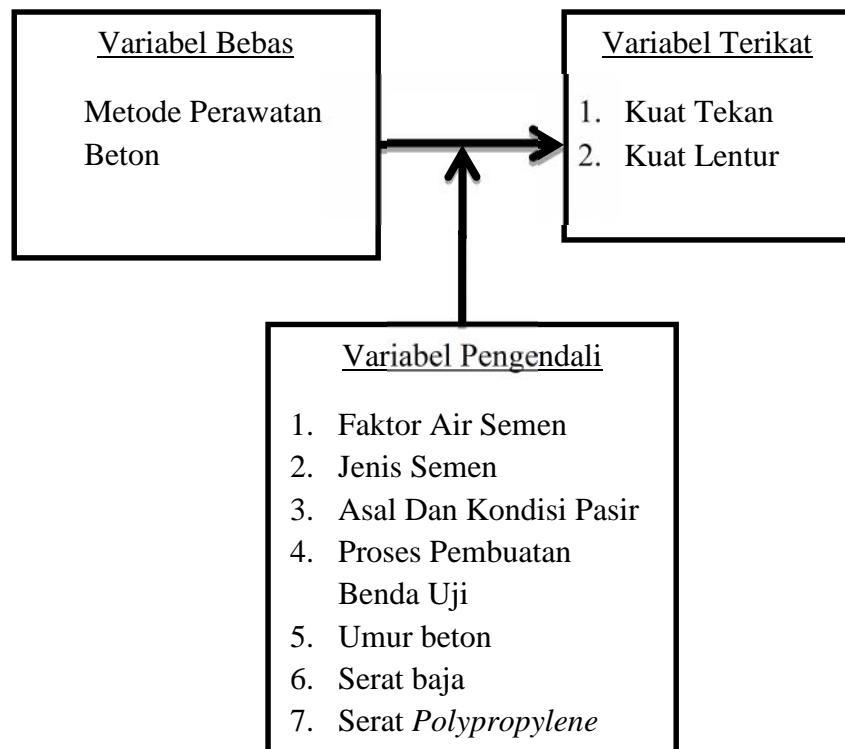 Variabel Bebas
Metode Perawatan
Beton
Variabel Terikat
1. Kuat Tekan
2. Kuat Lentur
Variabel Pengendali
1. Faktor Air Semen
2. Jenis Semen
3. Asal Dan Kondisi Pasir
4. Proses Pembuatan
Benda Uji
5. Umur beton
6. Serat baja
7. Serat Polypropylene